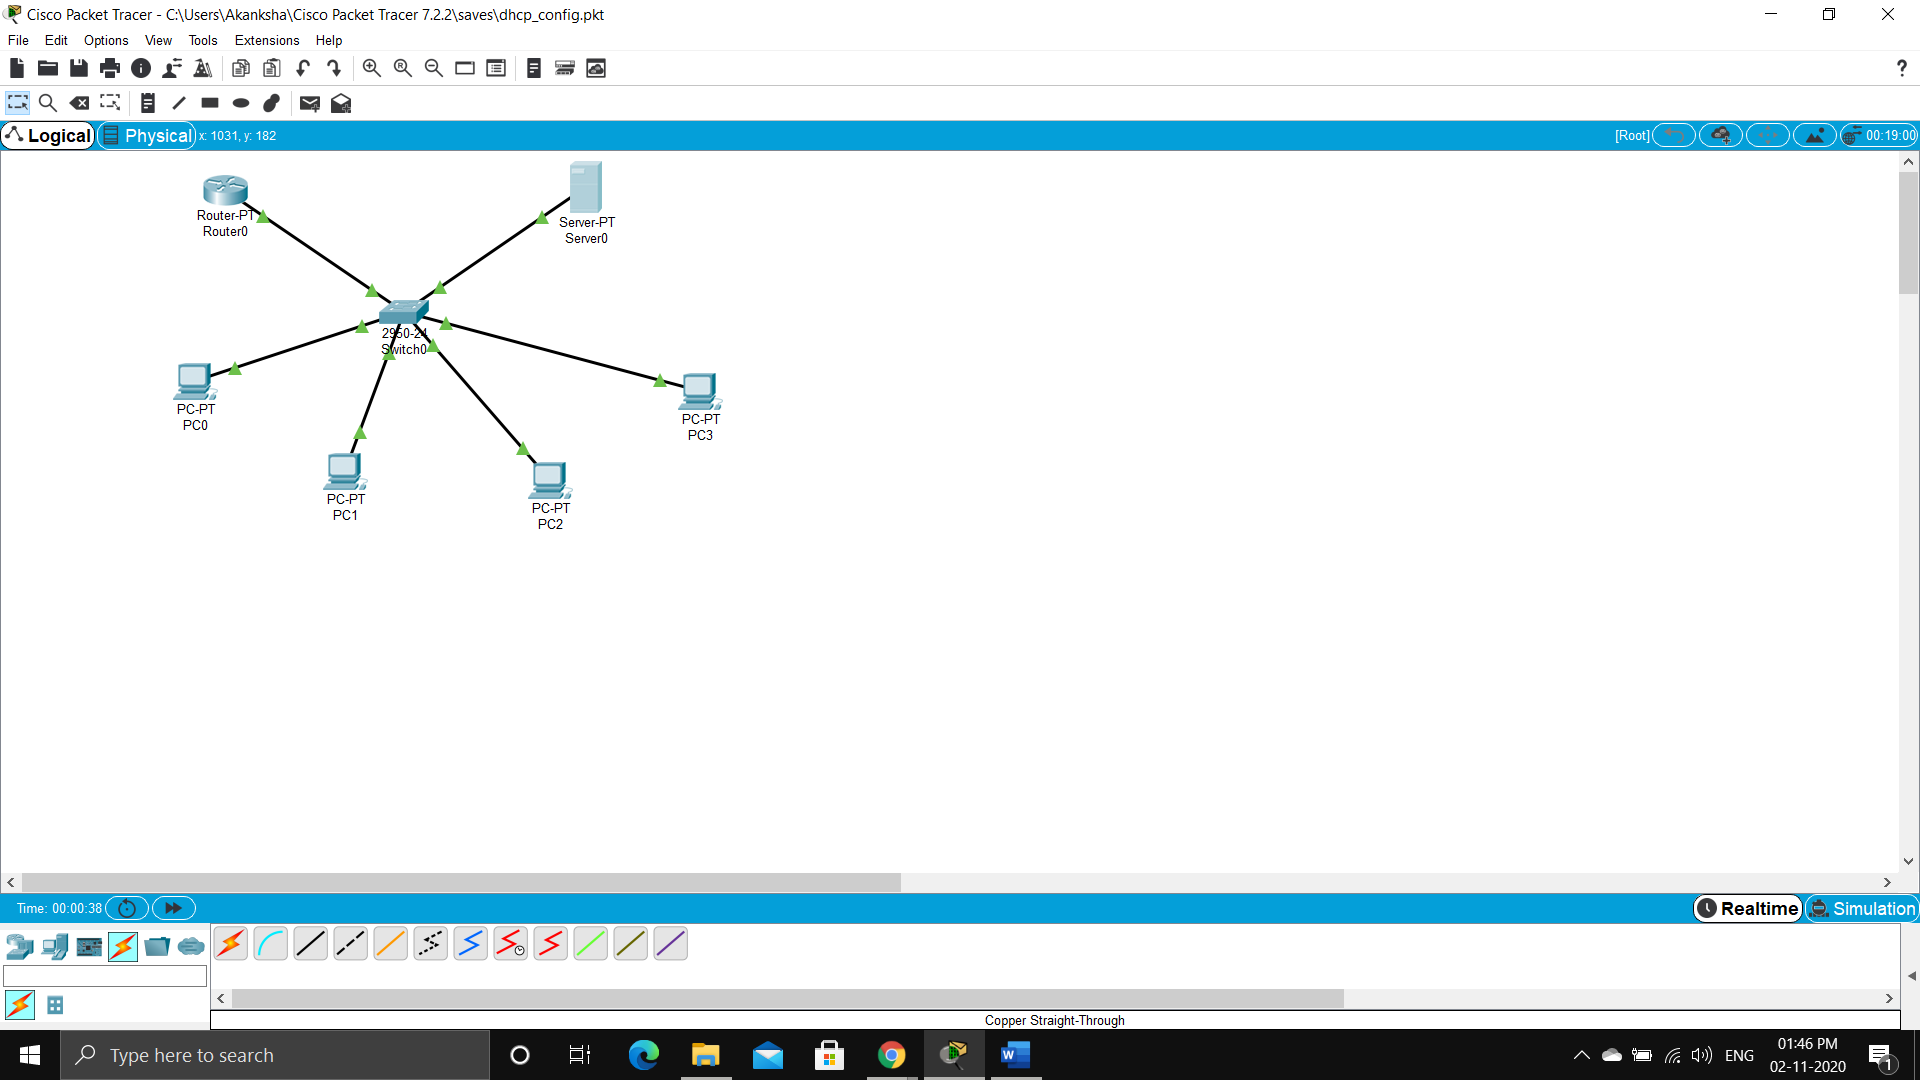 Cisco Packet Tracer - C:\Users\Akanksha\Cisco Packet Tracer 7.2.2\saves\dhcp_config.pkt
File Edit Options View Tools Extensions Help
?
Logical Physical x: 1031, y: 182 [Root] 00:19:00
Router-PT
Router0
Server-PT
Server0
2950-24
Switch0
PC-PT
PC0
PC-PT
PC3
PC-PT
PC1
PC-PT
PC2
Time: 00:00:38 Realtime Simulation
Copper Straight-Through
Type here to search
ENG
01:46 PM
02-11-2020
1